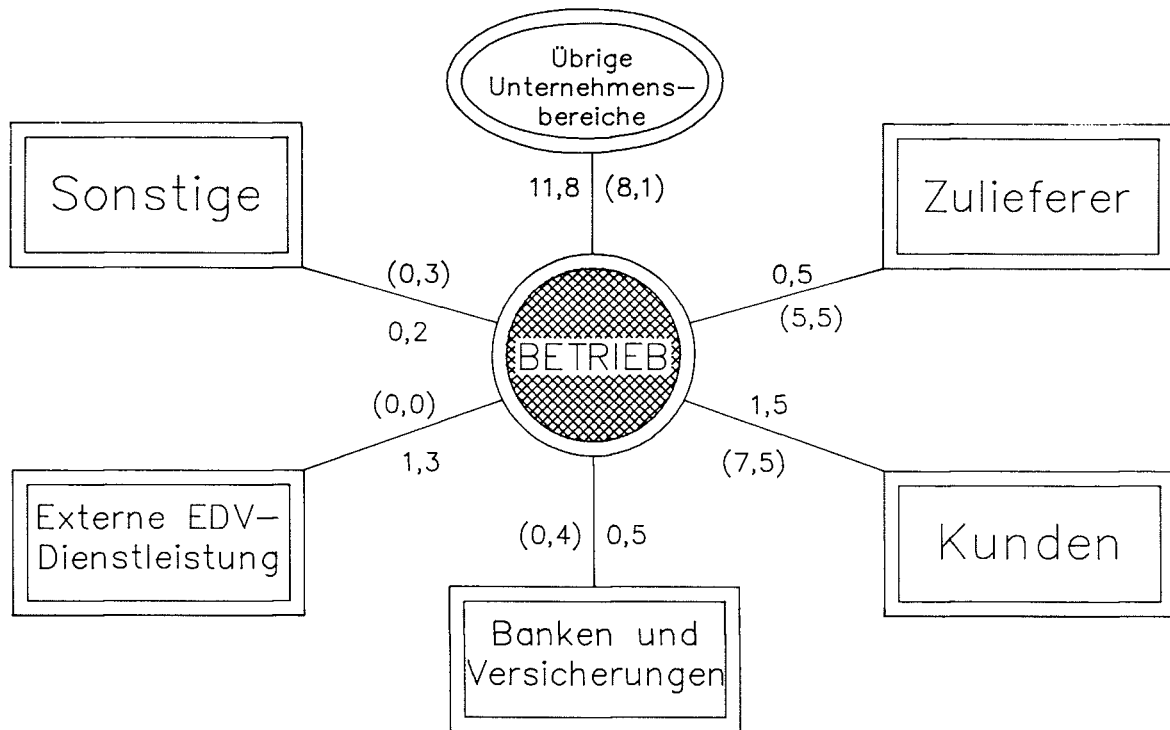 Übrige
Unternehmens-
bereiche
Sonstige
11,8 (8,1)
Zulieferer
(0,3)
0,2
0,5
(5,5)
BETRIEB
(0,0)
1,3
1,5
(7,5)
Externe EDV-
Dienstleistung
(0,4) 0,5
Kunden
Banken und
Versicherungen